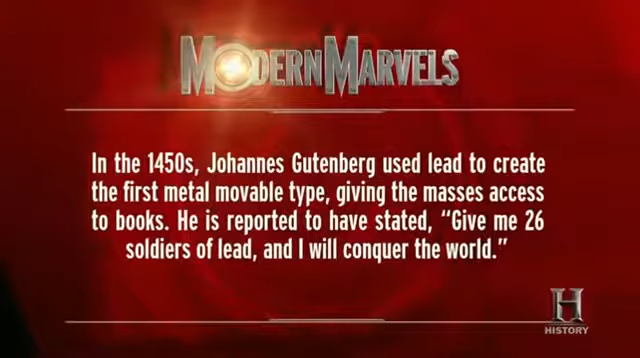 MODERN MARVELS
In the 1450s, Johannes Gutenberg used lead to create
the first metal movable type, giving the masses access
to books. He is reported to have stated, “Give me 26
soldiers of lead, and I will conquer the world.”
H
HISTORY